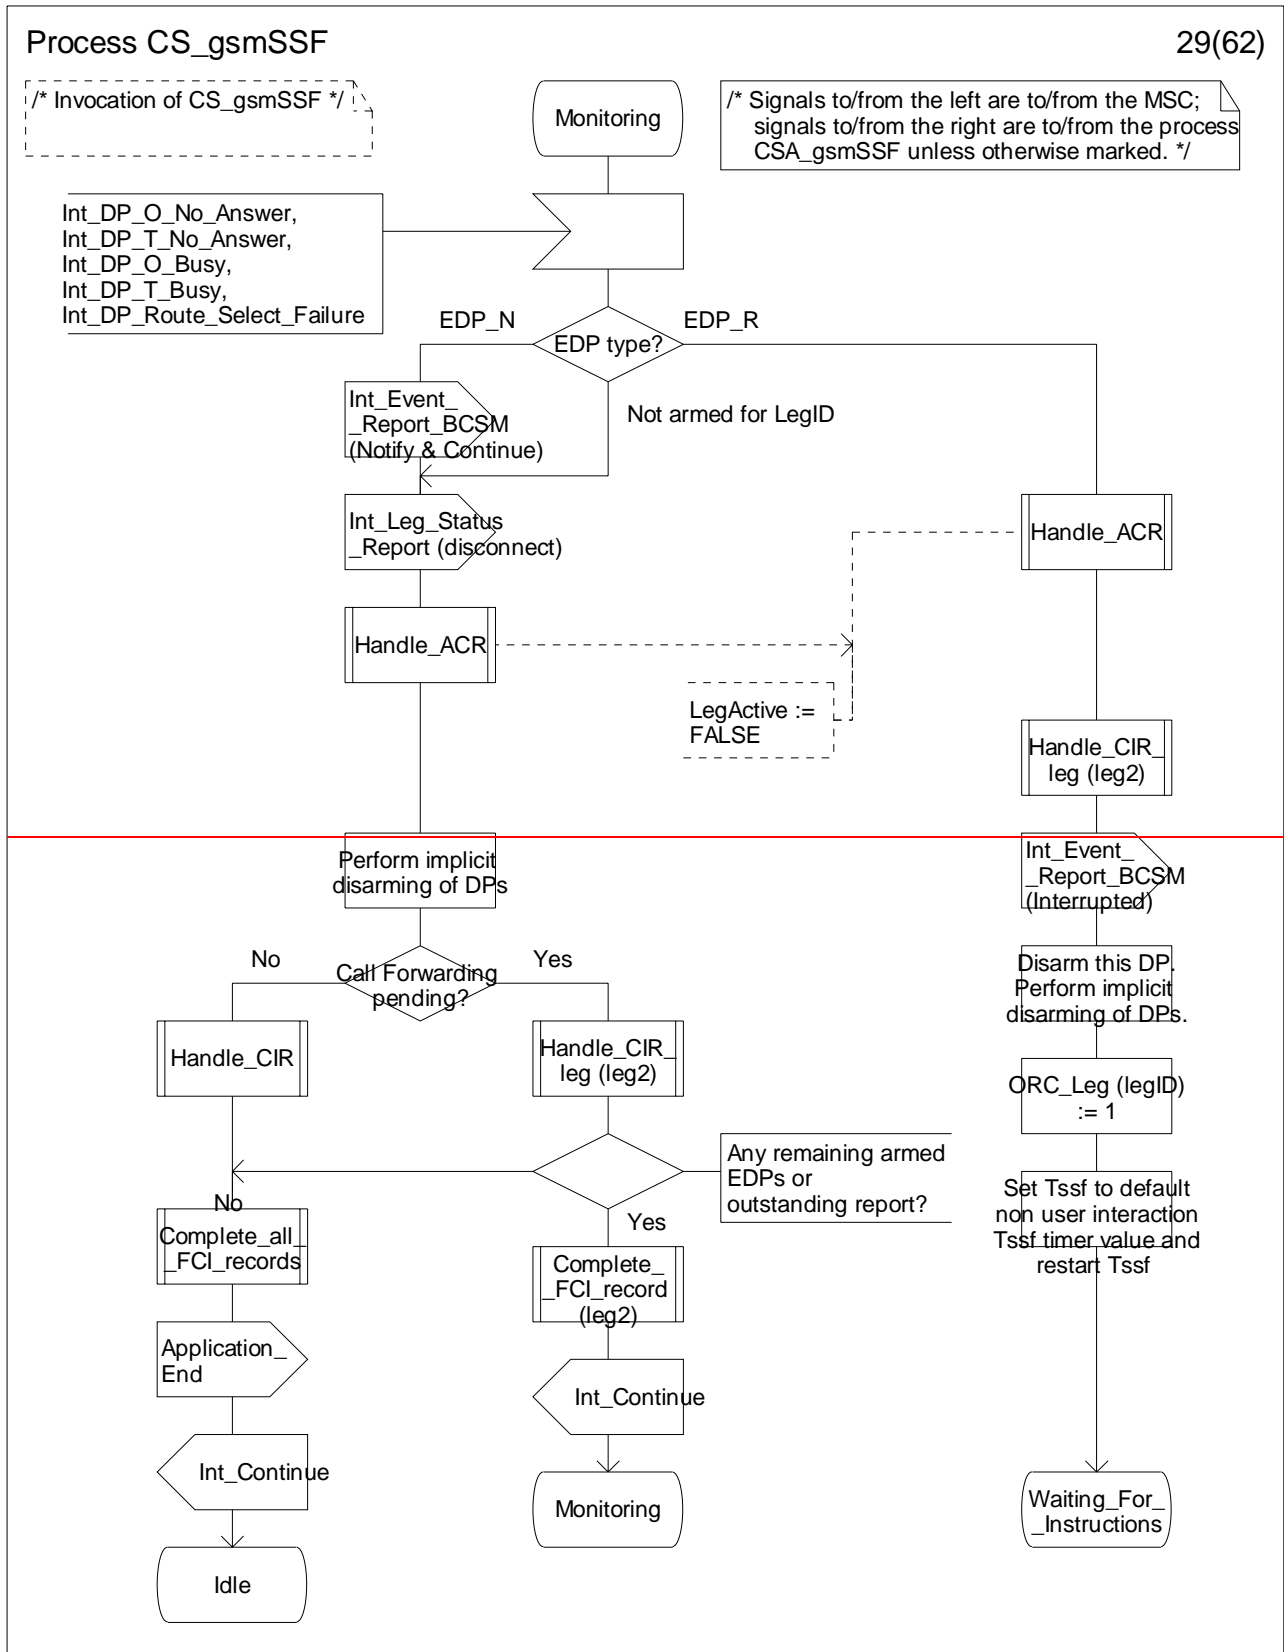 Process CS_gsmSSF
29(62)
/* Invocation of CS_gsmSSF */
Monitoring
/* Signals to/from the left are to/from the MSC;
signals to/from the right are to/from the process
CSA_gsmSSF unless otherwise marked. */
Int_DP_O_No_Answer,
Int_DP_T_No_Answer,
Int_DP_O_Busy,
Int_DP_T_Busy,
Int_DP_Route_Select_Failure
EDP_N
EDP type?
EDP_R
Int_Event_
_Report_BCSM
(Notify & Continue)
Not armed for LegID
Int_Leg_Status
_Report (disconnect)
Handle_ACR
Handle_ACR
LegActive :=
FALSE
Handle_CIR_
leg (leg2)
Perform implicit
disarming of DPs
Int_Event_
_Report_BCSM
(Interrupted)
No
Call Forwarding
pending?
Yes
Disarm this DP.
Perform implicit
disarming of DPs.
Handle_CIR
Handle_CIR_
leg (leg2)
ORC_Leg (legID)
:= 1
Any remaining armed
EDPs or
outstanding report?
No
Yes
Set Tssf to default
non user interaction
Tssf timer value and
restart Tssf
Complete_all_
_FCI_records
Complete_
_FCI_record
(leg2)
Application_
End
Int_Continue
Int_Continue
Monitoring
Waiting_For_
_Instructions
Idle